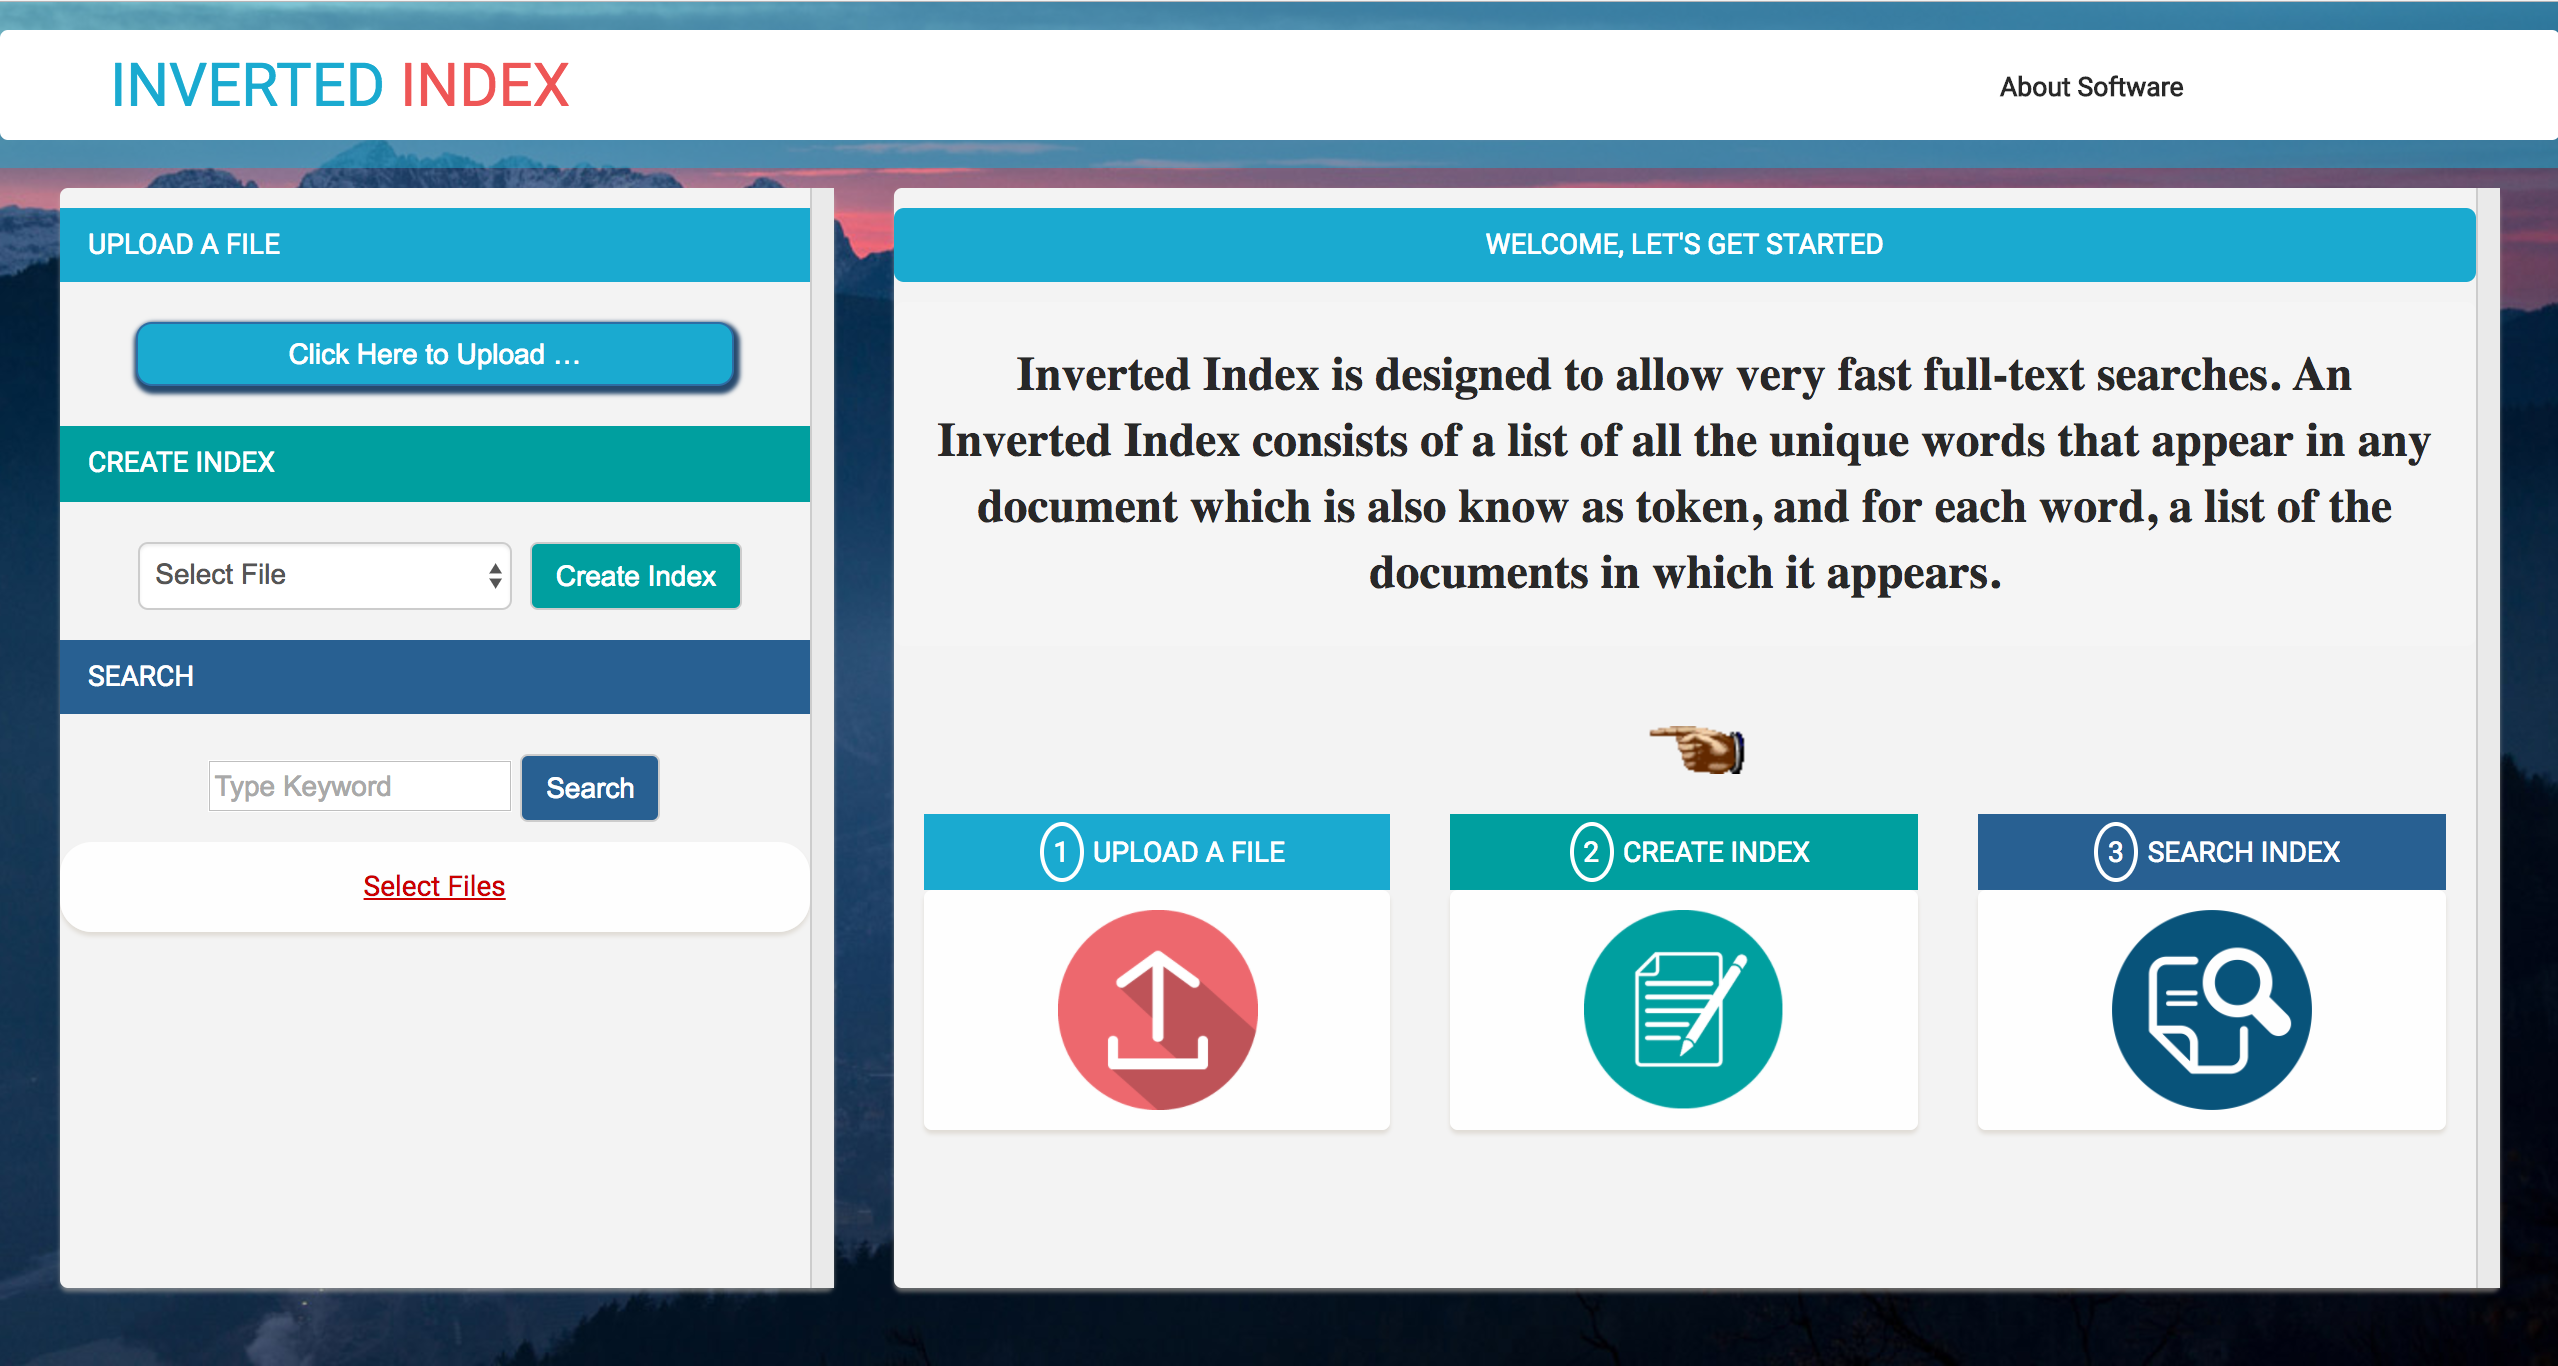 INVERTED INDEX
About Software
UPLOAD A FILE
Click Here to Upload ...
CREATE INDEX
Select File
Create Index
SEARCH
Type Keyword
Search
Select Files
WELCOME, LET'S GET STARTED
Inverted Index is designed to allow very fast full-text searches. An
Inverted Index consists of a list of all the unique words that appear in any
document which is also know as token, and for each word, a list of the
documents in which it appears.
1 UPLOAD A FILE
2 CREATE INDEX
3 SEARCH INDEX